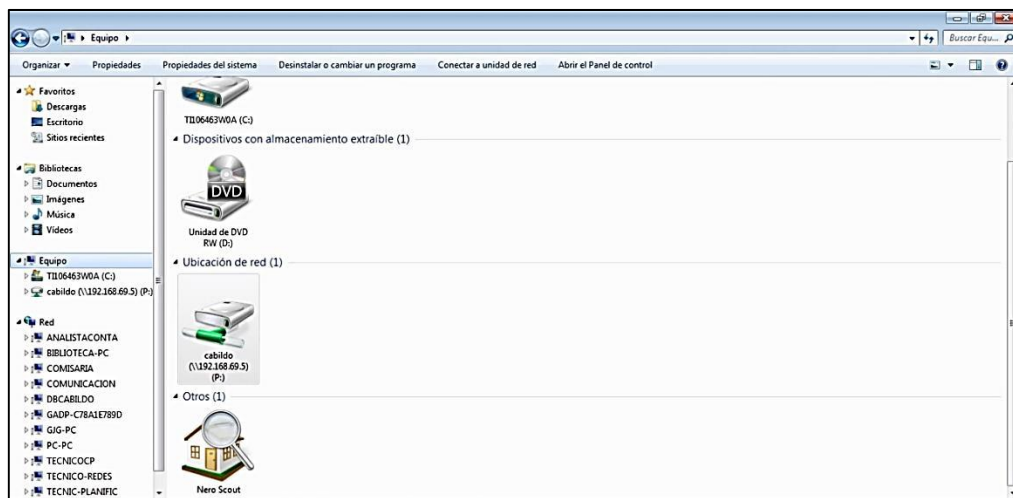 Equipo
Buscar Equ...
Organizar
Propiedades
Propiedades del sistema
Desinstalar o cambiar un programa
Conectar a unidad de red
Abrir el Panel de control
Favoritos
Descargas
Escritorio
Sitios recientes
Bibliotecas
Documentos
Imágenes
Música
Vídeos
Equipo
TI106463W0A (C:)
cabildo (\\192.168.69.5) (P:)
Red
ANALISTACONTA
BIBLIOTECA-PC
COMISARIA
COMUNICACION
DBCABILDO
GADP-C78A1E789D
GJG-PC
PC-PC
TECNICOCP
TECNICO-REDES
TECNIC-PLANIFIC
TI106463W0A (C:)
Dispositivos con almacenamiento extraíble (1)
DVD
Unidad de DVD
RW (D:)
Ubicación de red (1)
cabildo
(\\192.168.69.5)
(P:)
Otros (1)
Nero Scout